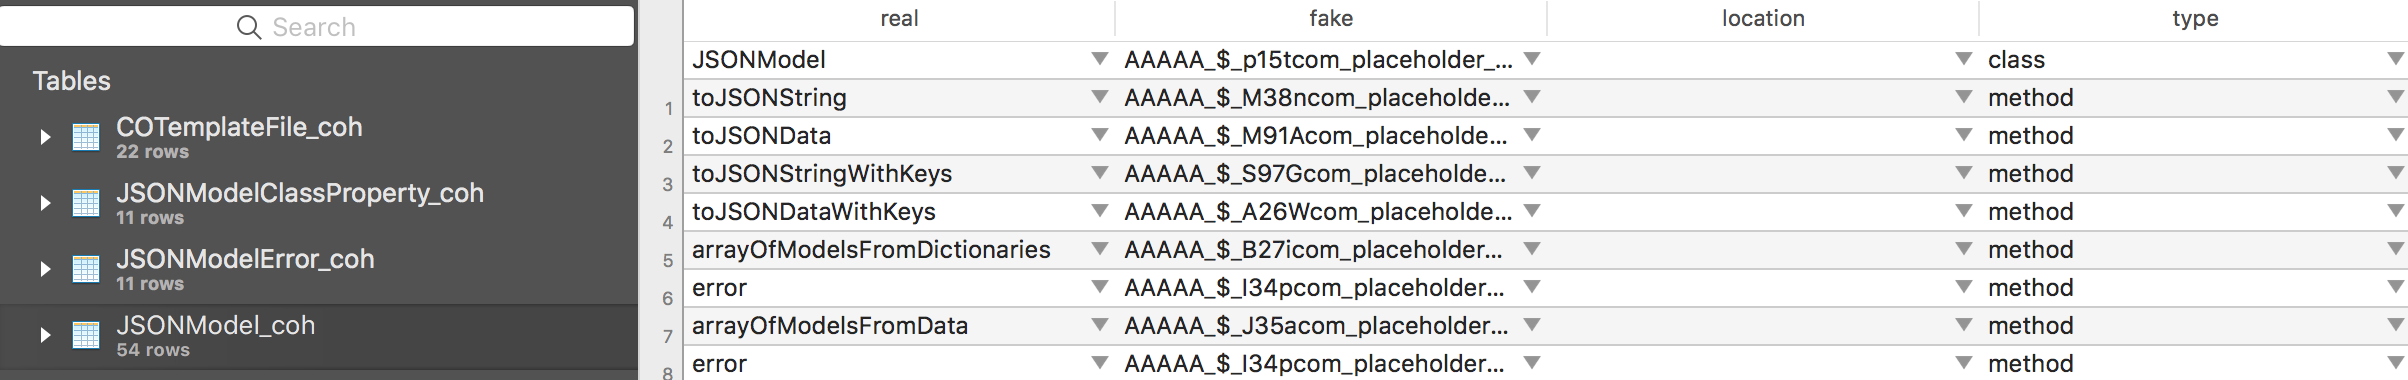 Search
Tables
COTemplateFile_coh
22 rows
JSONModelClassProperty_coh
11 rows
JSONModelError_coh
11 rows
JSONModel_coh
54 rows
real fake location type
JSONModel AAAAA_$_p15tcom_placeholder_... class
1 toJSONString AAAAA_$_M38ncom_placeholde... method
2 toJSONData AAAAA_$_M91Acom_placeholde... method
3 toJSONStringWithKeys AAAAA_$_S97Gcom_placeholde... method
4 toJSONDataWithKeys AAAAA_$_A26Wcom_placeholde... method
5 arrayOfModelsFromDictionaries AAAAA_$_B27icom_placeholder... method
6 error AAAAA_$_I34pcom_placeholder... method
7 arrayOfModelsFromData AAAAA_$_J35acom_placeholder... method
8 error AAAAA_$_I34pcom_placeholder... method